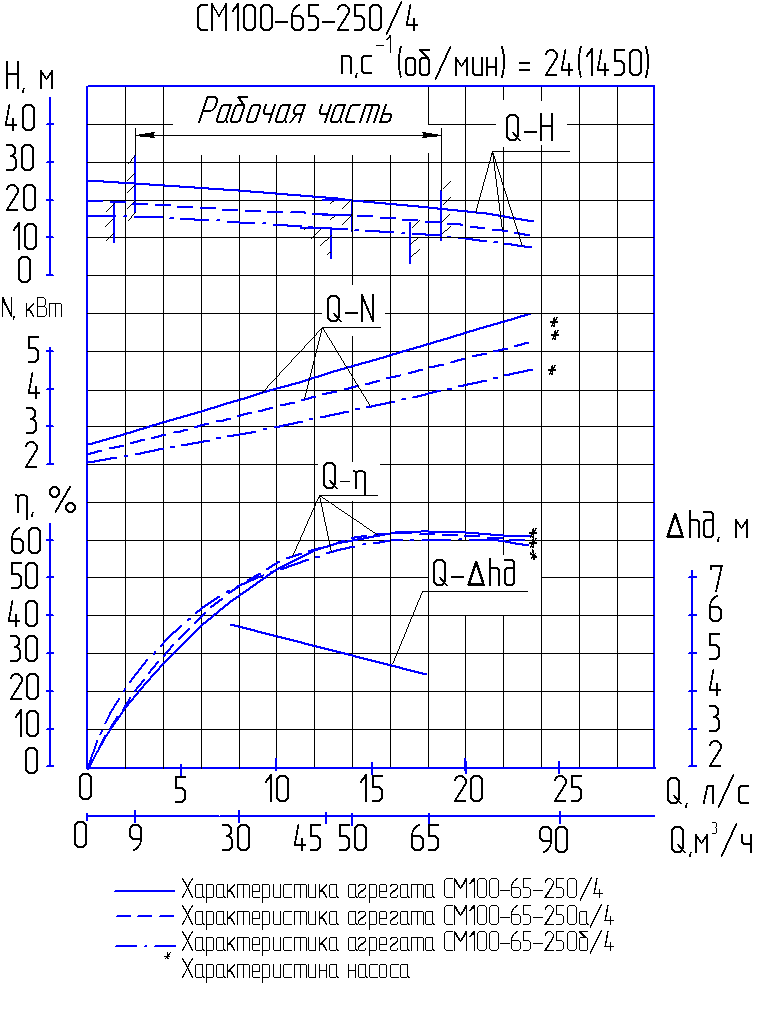 СМ100-65-250/4
n,с⁻¹(об/мин) = 24(1450)
Н, м
Рабочая часть
Q-H
40
30
20
10
0
N, кВт
Q-N
5
4
3
2
Q-η
η, %
Δhд, м
60
50
40
30
20
10
0
Q-Δhд
7
6
5
4
3
2
0 5 10 15 20 25 Q, л/с
0 9 30 45 50 65 90 Q,м³/ч
Характеристика агрегата СМ100-65-250/4
Характеристика агрегата СМ100-65-250а/4
Характеристика агрегата СМ100-65-250б/4
* Характеристина насоса